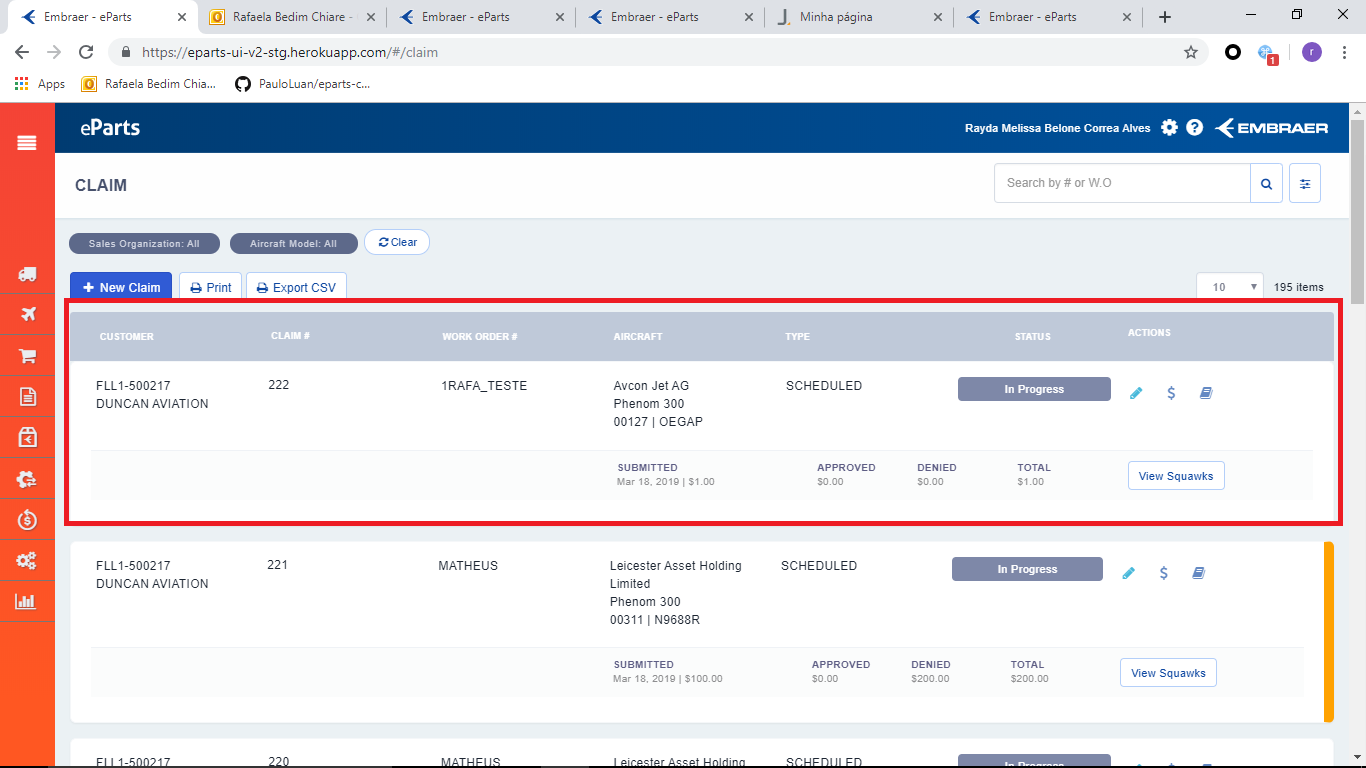 Embraer - eParts
Rafaela Bedim Chiare -
Embraer - eParts
Embraer - eParts
Minha página
Embraer - eParts
https://eparts-ui-v2-stg.herokuapp.com/#/claim
1
r
Apps
Rafaela Bedim Chia...
PauloLuan/eparts-c...
eParts
Rayda Melissa Belone Correa Alves
EMBRAER
CLAIM
Search by # or W.O
Sales Organization: All
Aircraft Model: All
Clear
New Claim
Print
Export CSV
10
195 items
CUSTOMER CLAIM # WORK ORDER # AIRCRAFT TYPE STATUS ACTIONS
FLL1-500217 222 1RAFA_TESTE Avcon Jet AG SCHEDULED In Progress $
DUNCAN AVIATION Phenom 300
00127 | OEGAP
SUBMITTED APPROVED DENIED TOTAL
Mar 18, 2019 | $1.00 $0.00 $0.00 $1.00
View Squawks
FLL1-500217 221 MATHEUS Leicester Asset Holding SCHEDULED In Progress $
DUNCAN AVIATION Limited
Phenom 300
00311 | N9688R
SUBMITTED APPROVED DENIED TOTAL
Mar 18, 2019 | $100.00 $0.00 $200.00 $200.00
View Squawks
FLL1-500217 220 MATHEUS Leicester Asset Holding SCHEDULED In Progress